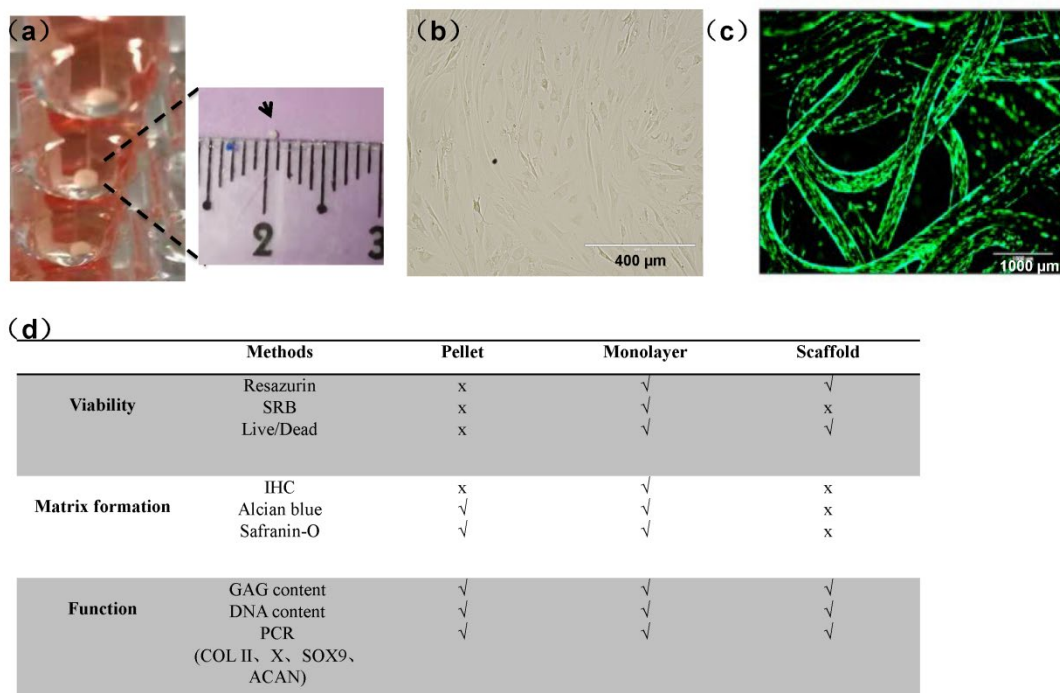 (a)
(b)
(c)
2
3
400 µm
1000 µm
(d)
Methods Pellet Monolayer Scaffold
Viability
Resazurin x √ √
SRB x √ x
Live/Dead x √ √
Matrix formation
IHC x √ x
Alcian blue √ √ x
Safranin-O √ √ x
Function
GAG content √ √ √
DNA content √ √ √
PCR √ √ √
(COL II、X、SOX9、
ACAN)